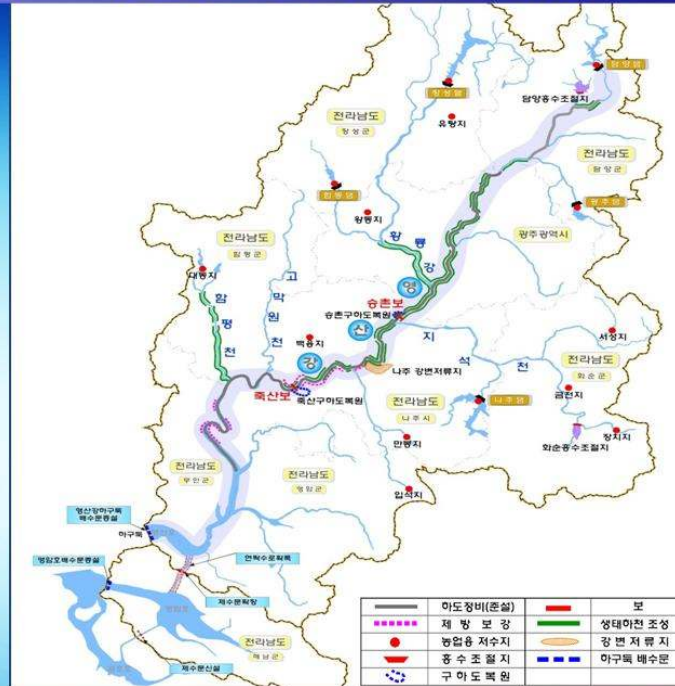 담양댐
장성댐
담양홍수조절지
전라남도
장성군
유탕지
전라남도
담양군
함평댐
광주댐
왕동지
전라남도
함평군
황룡강
광주광역시
대동지
고막원천
영
함평천
승촌보
승촌구하도복원
산
지석천
서성지
백용지
강
나주 강변저류지
전라남도
화순군
죽산보
죽산구하도복원
전라남도
나주시
나주댐
금전지
만봉지
화순홍수조절지
전라남도
무안군
전라남도
영암군
입석지
영산강하구둑
배수문증설
하구둑
영산호
영암호배수문증설
연락수로확폭
제수문확장
영암호
전라남도
해남군
제수문신설
금호호
하도정비(준설)
보
제 방 보 강
생태하천 조성
농업용 저수지
강변저류지
홍수조절지
하구둑 배수문
구하도복원